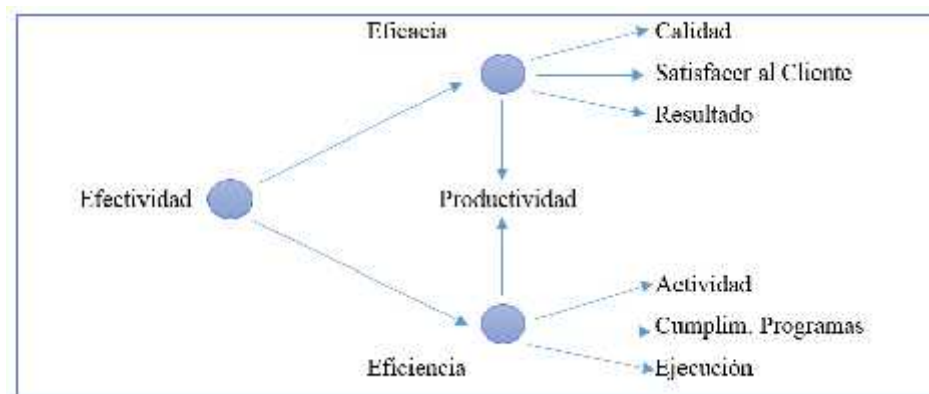 Eficacia
Calidad
Satisfacer al Cliente
Resultado
Efectividad
Productividad
Actividad
Cumplim. Programas
Eficiencia
Ejecución